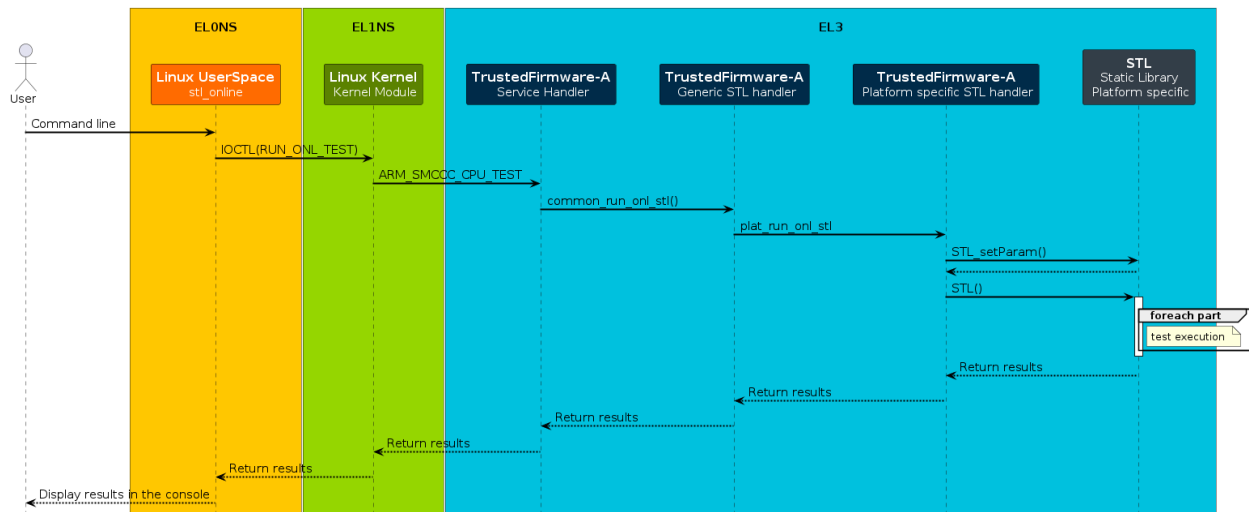 EL0NS
EL1NS
EL3
User
Linux UserSpace
stl_online
Linux Kernel
Kernel Module
TrustedFirmware-A
Service Handler
TrustedFirmware-A
Generic STL handler
TrustedFirmware-A
Platform specific STL handler
STL
Static Library
Platform specific
Command line
IOCTL(RUN_ONL_TEST)
ARM_SMCCC_CPU_TEST
common_run_onl_stl()
plat_run_onl_stl
STL_setParam()
STL()
foreach part
test execution
Return results
Return results
Return results
Return results
Return results
Display results in the console